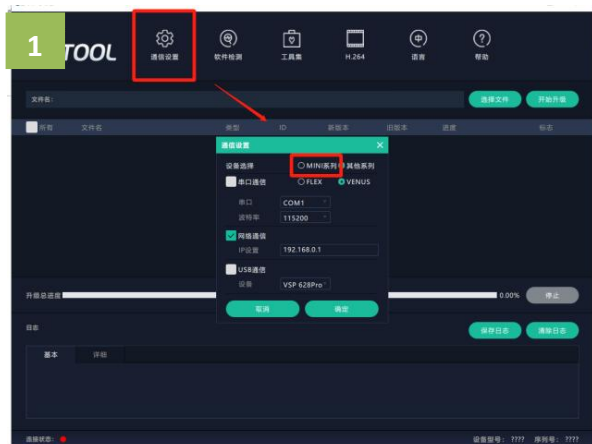 1
TOOL
通信设置
软件检测
工具集
H.264
语言
帮助
文件名:
选择文件
开始升级
所有 文件名 类型 ID 新版本 旧版本 进度 标志
通信设置 X
设备选择 MINI系列 其他系列
串口通信 FLEX VENUS
串口 COM1
波特率 115200
网络通信
IP设置 192.168.0.1
USB通信
设备 VSP 628Pro
取消 确定
升级总进度 0.00% 停止
日志 保存日志 清除日志
基本 详细
连接状态: 设备型号: ???? 序列号: ????